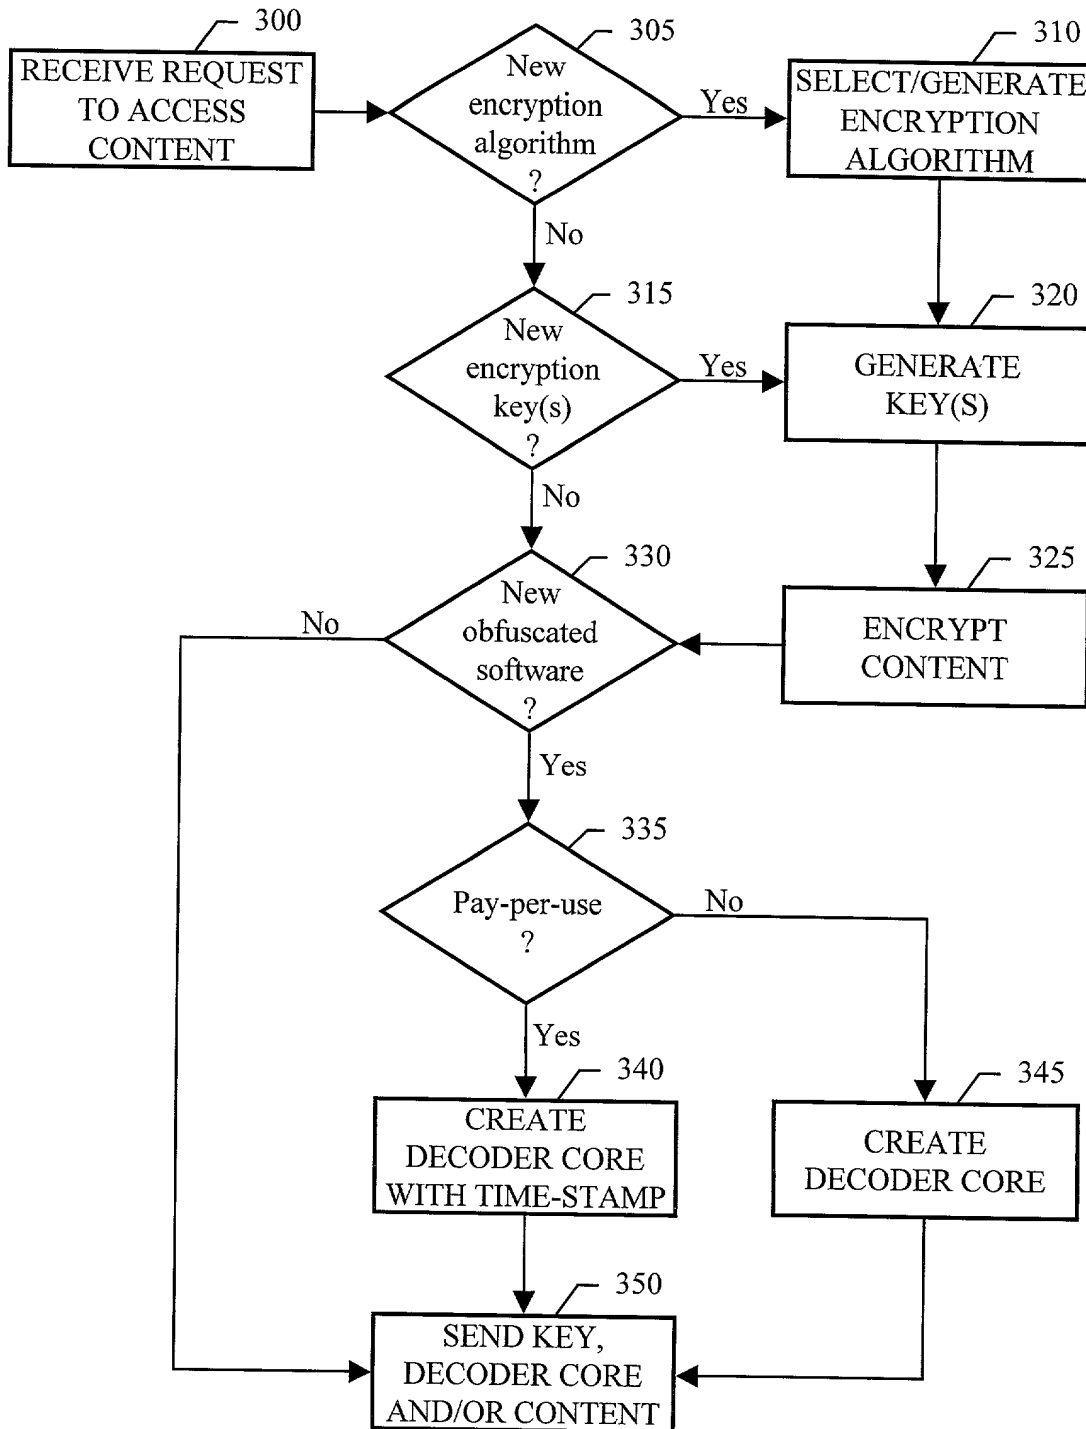 300
RECEIVE REQUEST
TO ACCESS
CONTENT
305
New
encryption
algorithm
?
Yes
310
SELECT/GENERATE
ENCRYPTION
ALGORITHM
No
315
New
encryption
key(s)
?
Yes
320
GENERATE
KEY(S)
No
325
ENCRYPT
CONTENT
330
New
obfuscated
software
?
No
Yes
335
Pay-per-use
?
No
Yes
340
CREATE
DECODER CORE
WITH TIME-STAMP
345
CREATE
DECODER CORE
350
SEND KEY,
DECODER CORE
AND/OR CONTENT